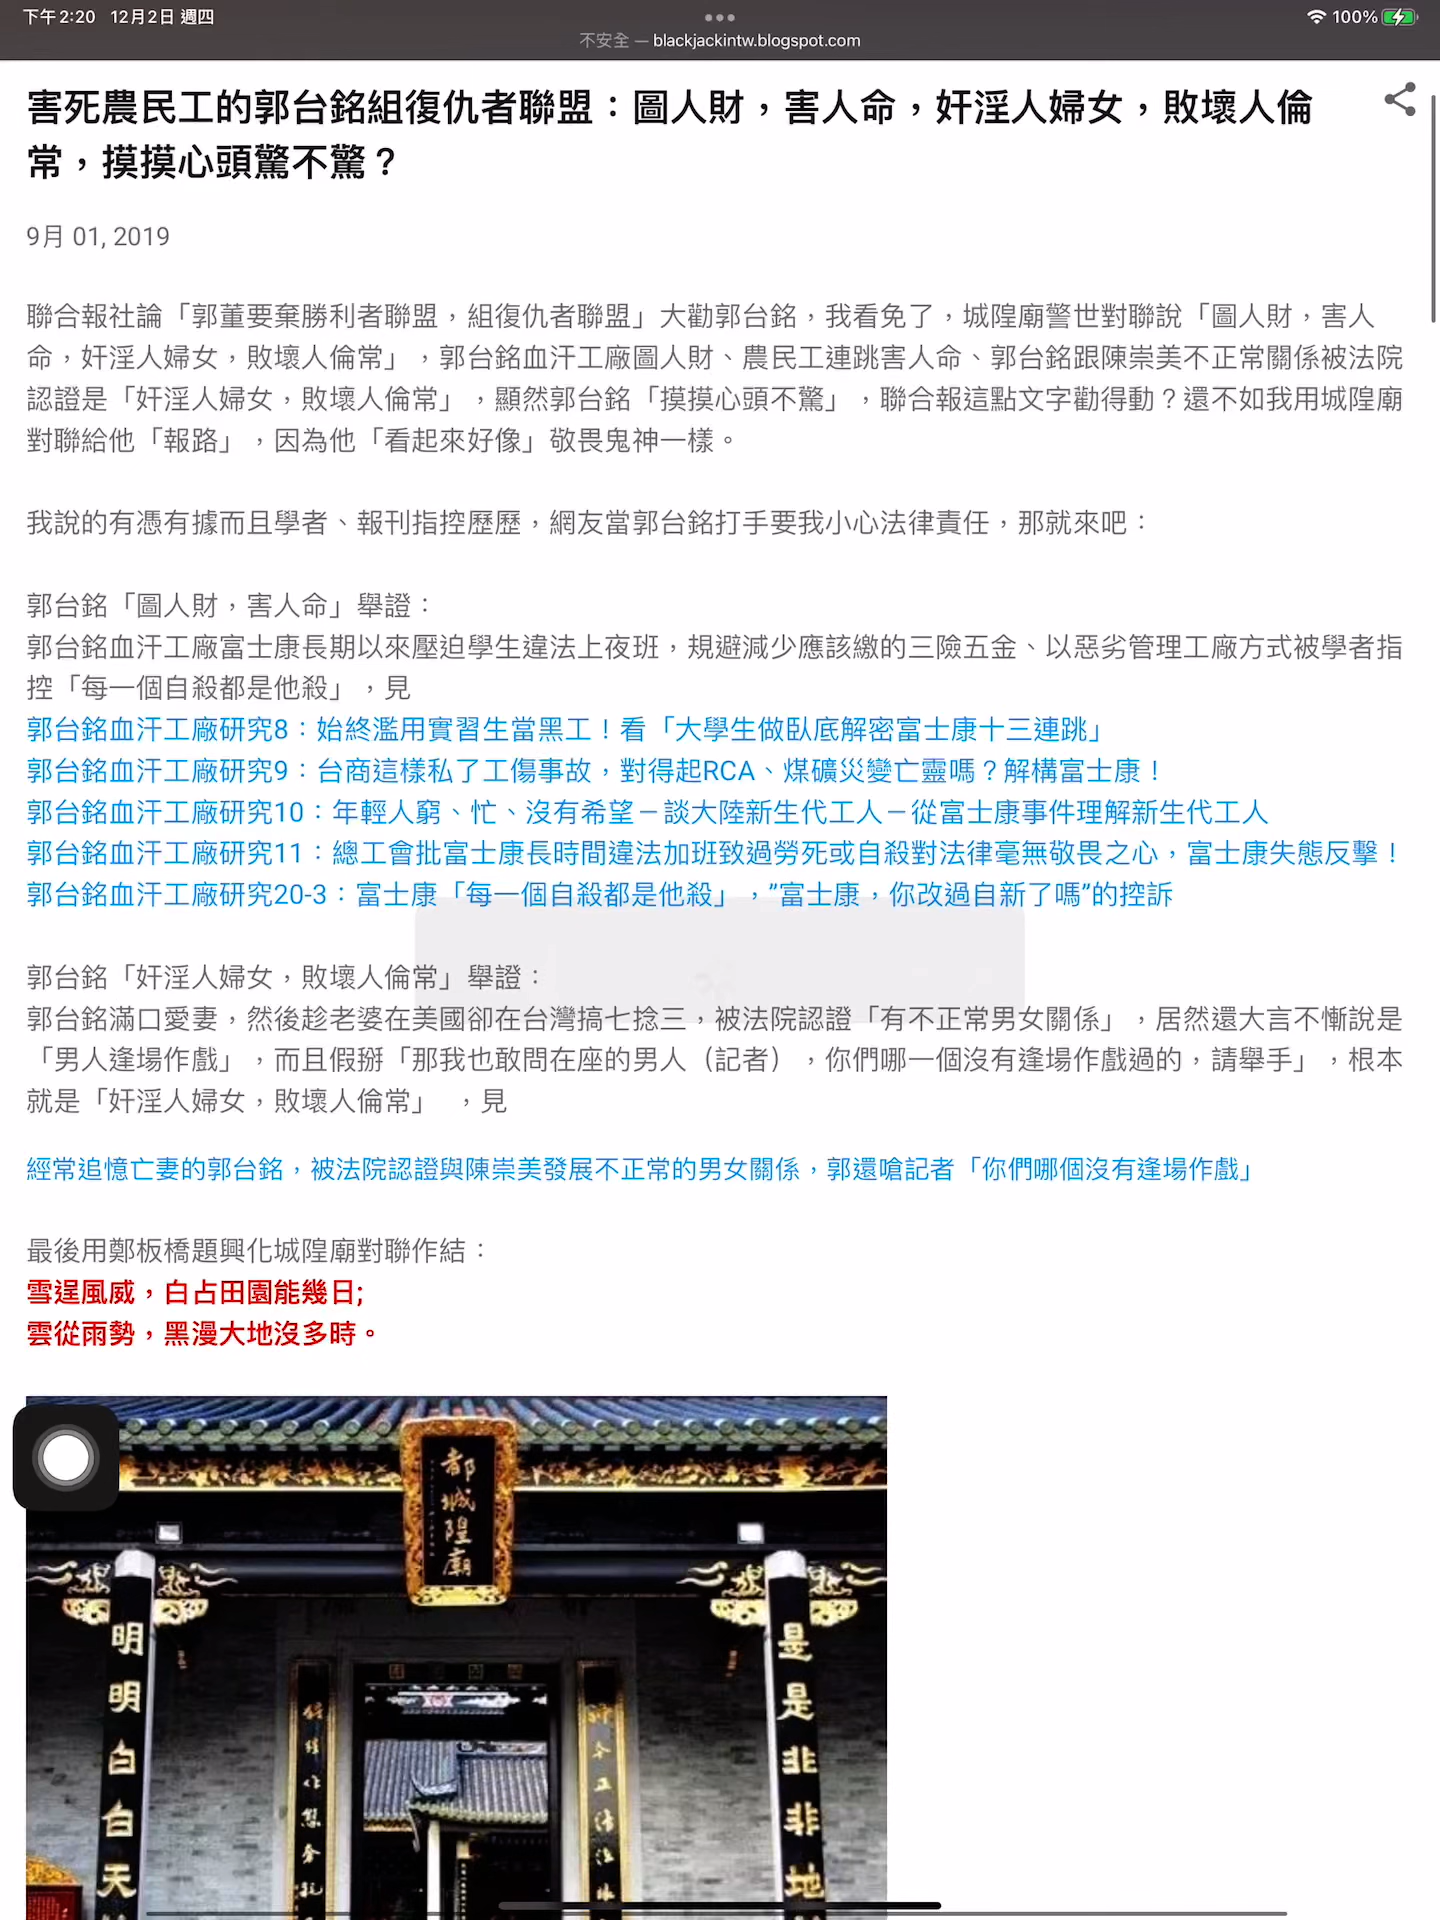 下午2:20 12月2日 週四
100%
不安全 — blackjackintw.blogspot.com
害死農民工的郭台銘組復仇者聯盟：圖人財，害人命，奸淫人婦女，敗壞人倫
常，摸摸心頭驚不驚？
9月 01, 2019
聯合報社論「郭董要棄勝利者聯盟，組復仇者聯盟」大勸郭台銘，我看免了，城隍廟警世對聯說「圖人財，害人
命，奸淫人婦女，敗壞人倫常」，郭台銘血汗工廠圖人財、農民工連跳害人命、郭台銘跟陳崇美不正常關係被法院
認證是「奸淫人婦女，敗壞人倫常」，顯然郭台銘「摸摸心頭不驚」，聯合報這點文字勸得動？還不如我用城隍廟
對聯給他「報路」，因為他「看起來好像」敬畏鬼神一樣。
我說的有憑有據而且學者、報刊指控歷歷，網友當郭台銘打手要我小心法律責任，那就來吧：
郭台銘「圖人財，害人命」舉證：
郭台銘血汗工廠富士康長期以來壓迫學生違法上夜班，規避減少應該繳的三險五金、以惡劣管理工廠方式被學者指
控「每一個自殺都是他殺」，見
郭台銘血汗工廠研究8：始終濫用實習生當黑工！看「大學生做臥底解密富士康十三連跳」
郭台銘血汗工廠研究9：台商這樣私了工傷事故，對得起RCA、煤礦災變亡靈嗎？解構富士康！
郭台銘血汗工廠研究10：年輕人窮、忙、沒有希望－談大陸新生代工人－從富士康事件理解新生代工人
郭台銘血汗工廠研究11：總工會批富士康長時間違法加班致過勞死或自殺對法律毫無敬畏之心，富士康失態反擊！
郭台銘血汗工廠研究20-3：富士康「每一個自殺都是他殺」，”富士康，你改過自新了嗎”的控訴
郭台銘「奸淫人婦女，敗壞人倫常」舉證：
郭台銘滿口愛妻，然後趁老婆在美國卻在台灣搞七捻三，被法院認證「有不正常男女關係」，居然還大言不慚說是
「男人逢場作戲」，而且假掰「那我也敢問在座的男人（記者），你們哪一個沒有逢場作戲過的，請舉手」，根本
就是「奸淫人婦女，敗壞人倫常」 ，見
經常追憶亡妻的郭台銘，被法院認證與陳崇美發展不正常的男女關係，郭還嗆記者「你們哪個沒有逢場作戲」
最後用鄭板橋題興化城隍廟對聯作結：
雪逞風威，白占田園能幾日;
雲從雨勢，黑漫大地沒多時。
都城隍廟
明明白白天
是是非非地